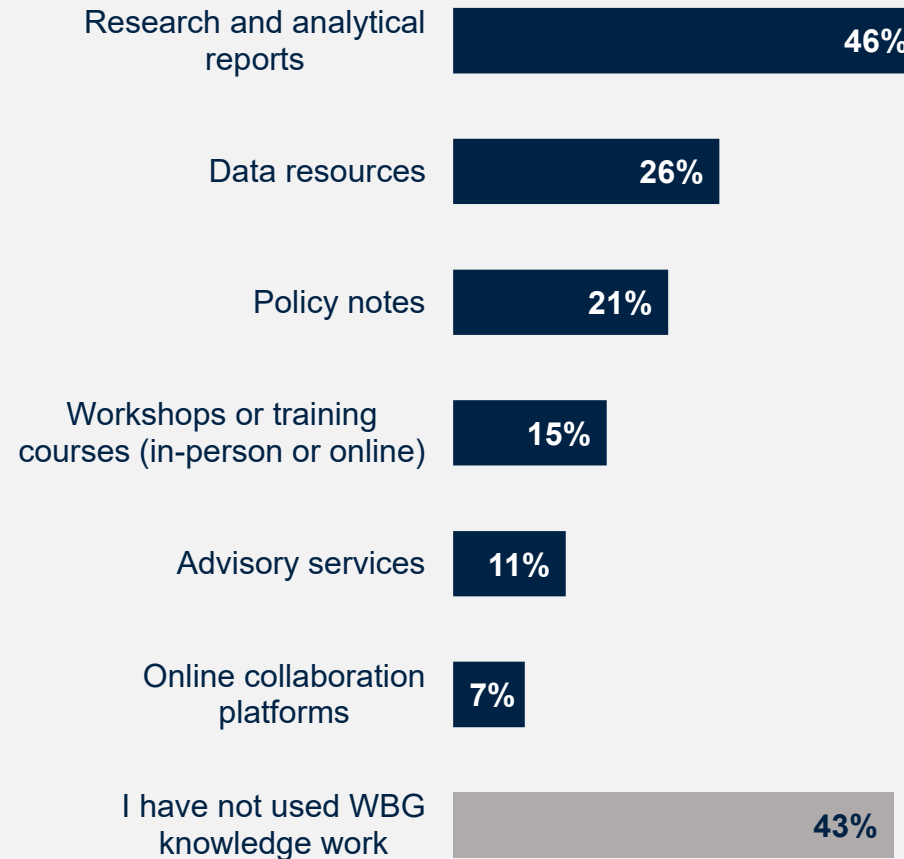 Research and analytical
reports
46%
Data resources
26%
Policy notes
21%
Workshops or training
courses (in-person or online)
15%
Advisory services
11%
Online collaboration
platforms
7%
I have not used WBG
knowledge work
43%